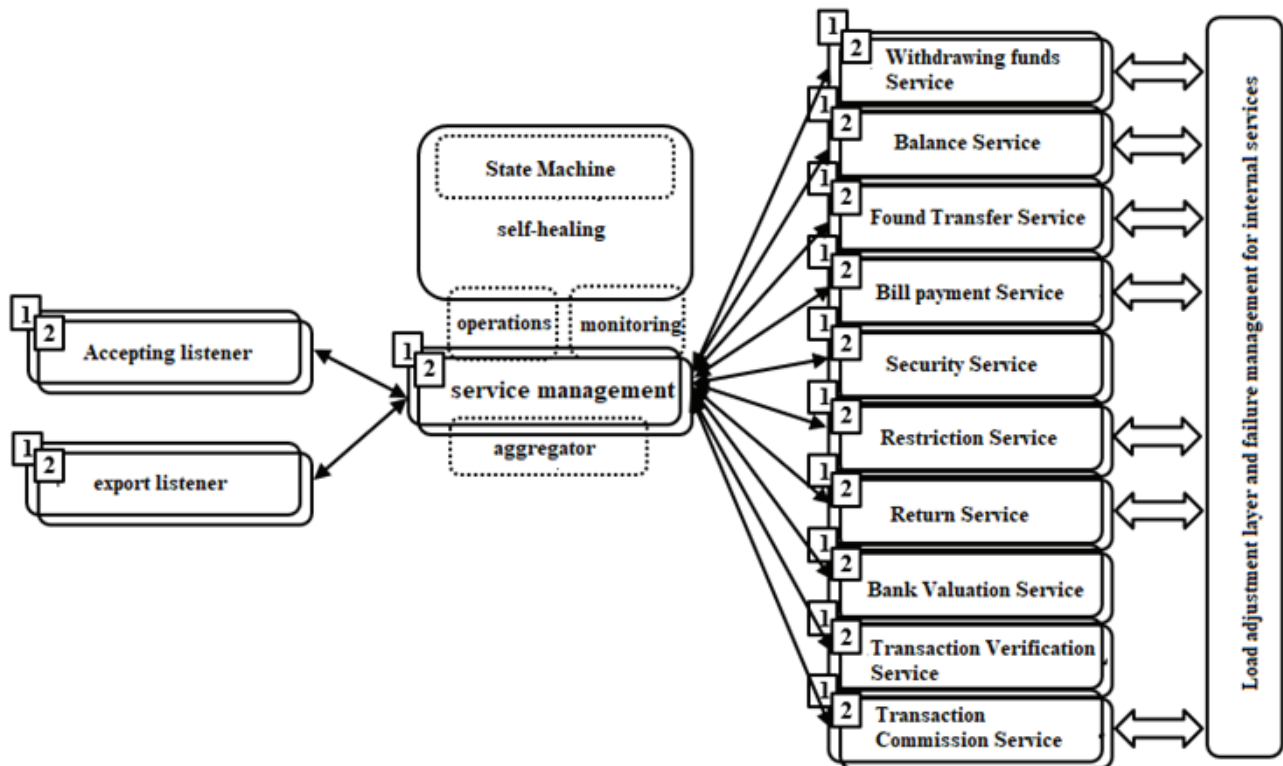 1
2
Accepting listener
1
2
export listener
State Machine
self-healing
operations
monitoring
1
2
service management
aggregator
1
2
Withdrawing funds
Service
1
2
Balance Service
1
2
Found Transfer Service
1
2
Bill payment Service
1
2
Security Service
1
2
Restriction Service
1
2
Return Service
1
2
Bank Valuation Service
1
2
Transaction Verification
Service
1
2
Transaction
Commission Service
Load adjustment layer and failure management for internal services